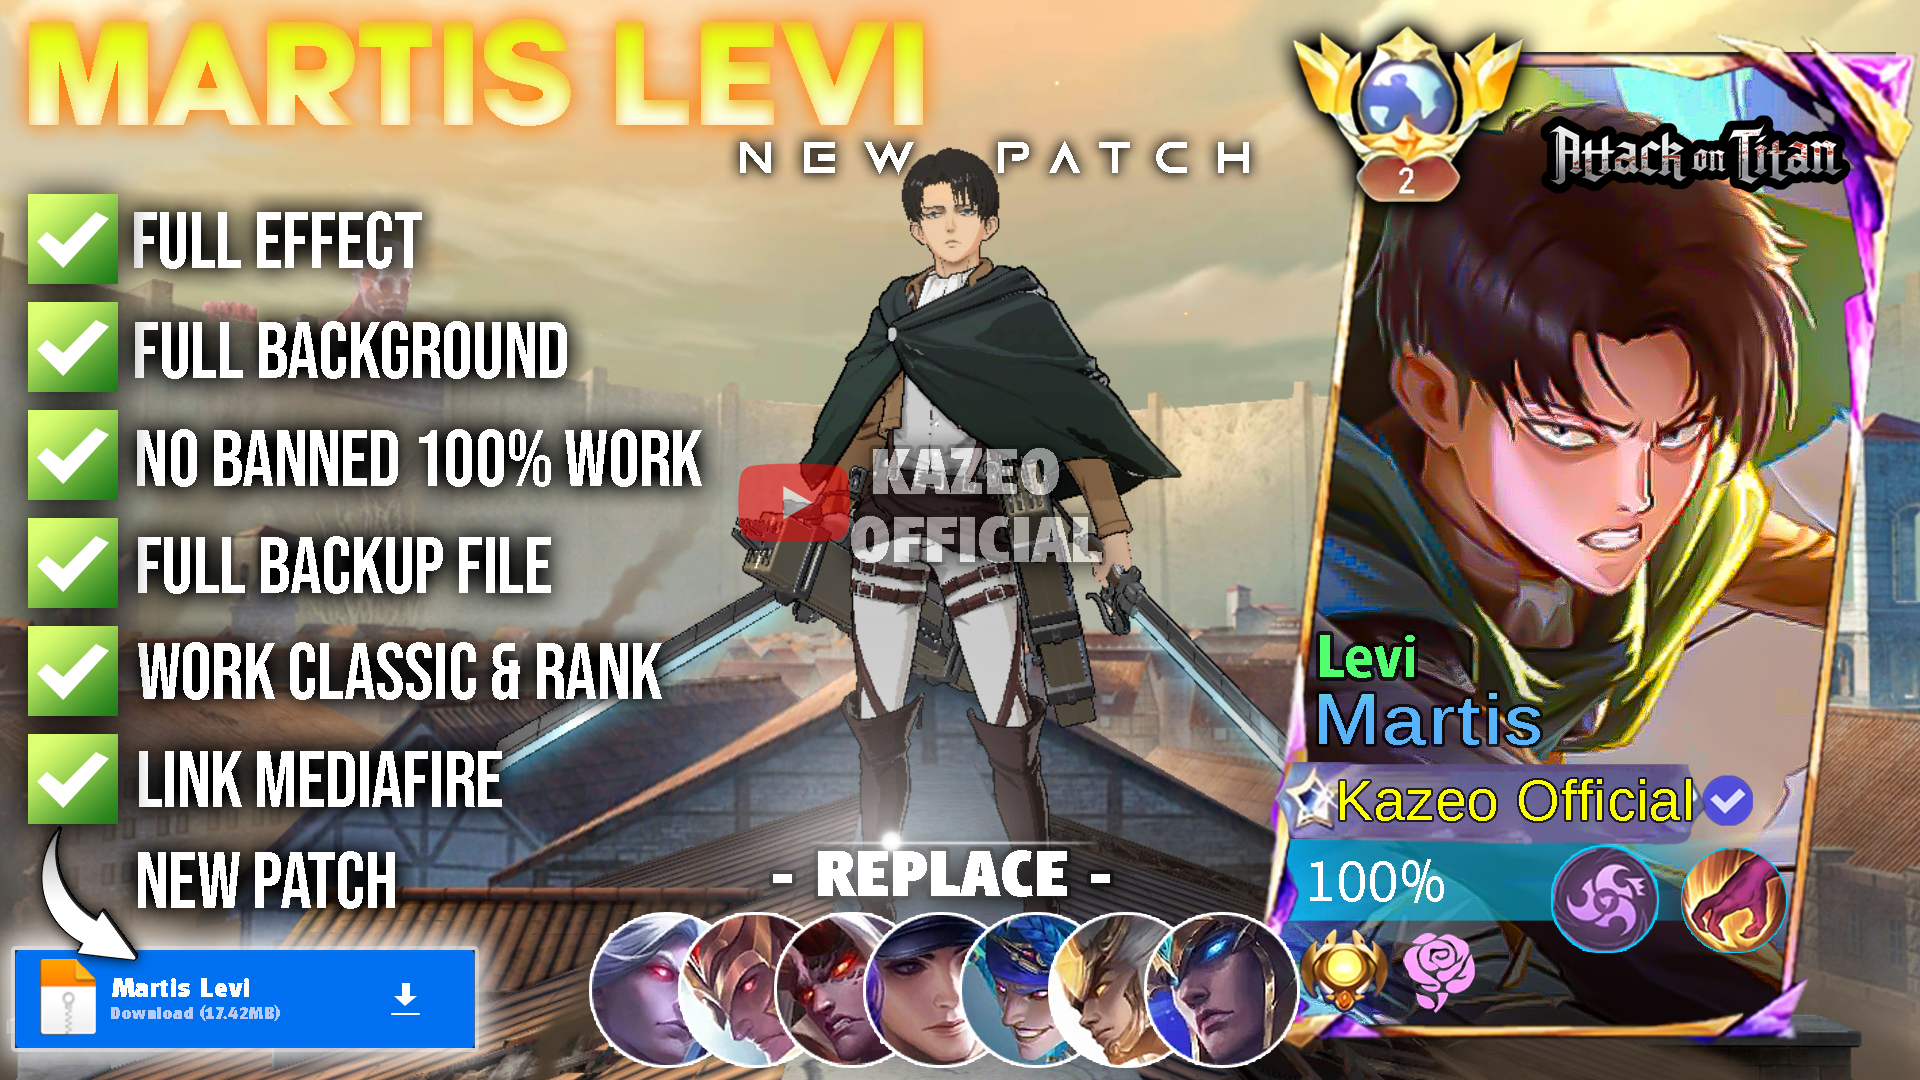 MARTIS LEVI
NEW PATCH
FULL EFFECT
FULL BACKGROUND
NO BANNED 100% WORK
FULL BACKUP FILE
WORK CLASSIC & RANK
LINK MEDIAFIRE
NEW PATCH
Martis Levi
Download (17.42MB)
KAZEO
OFFICIAL
- REPLACE -
2
Attack on Titan
Levi
Martis
Kazeo Official
100%